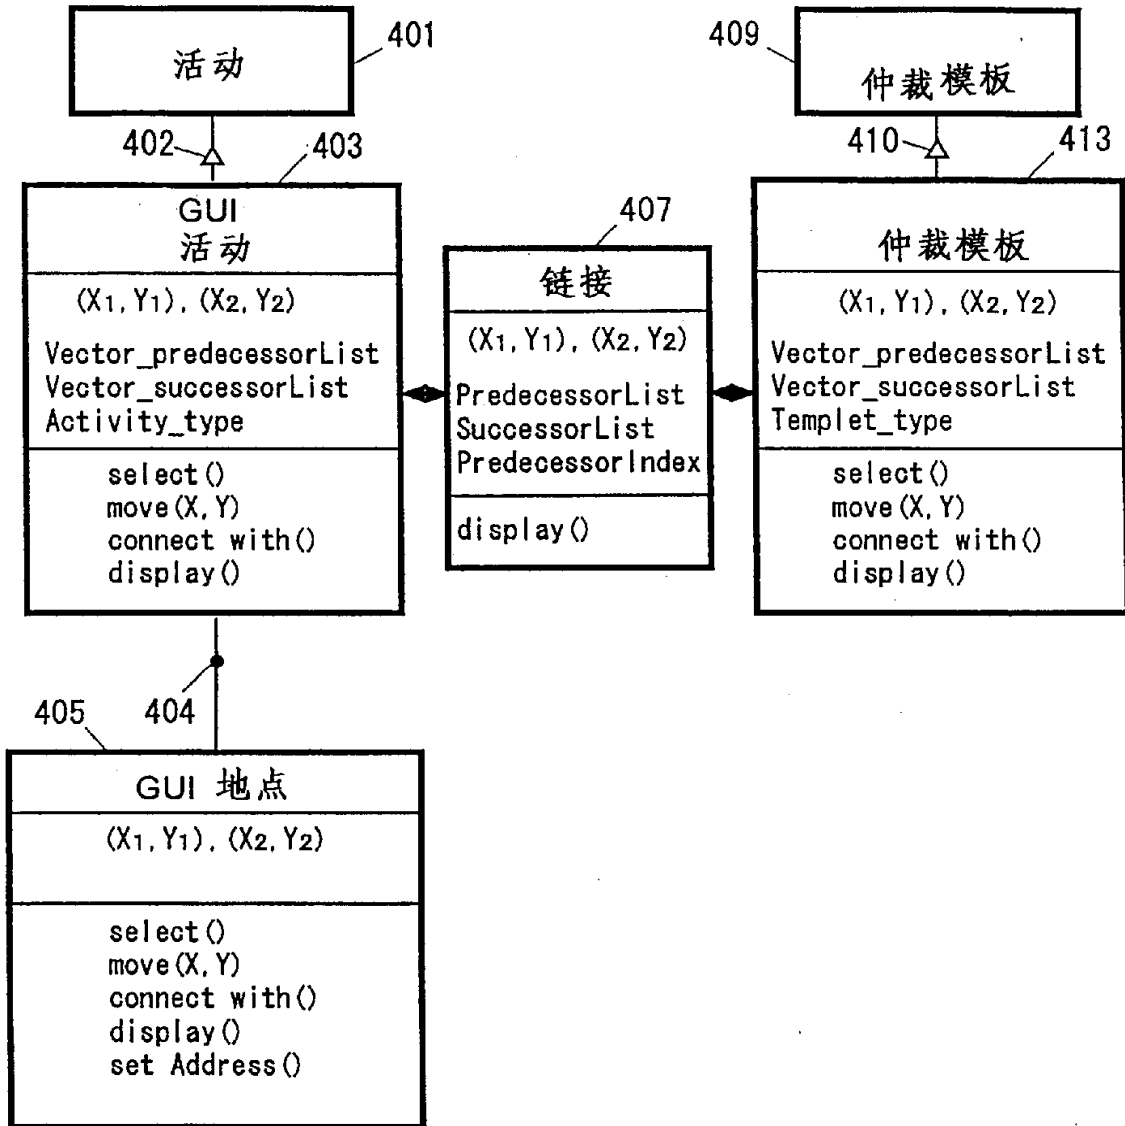 活动
401
402
403
GUI
活动
(X1,Y1),(X2,Y2)
Vector_predecessorList
Vector_successorList
Activity_type
select()
move(X,Y)
connect with()
display()
404
405
GUI 地点
(X1,Y1),(X2,Y2)
select()
move(X,Y)
connect with()
display()
set Address()
407
链接
(X1,Y1),(X2,Y2)
PredecessorList
SuccessorList
PredecessorIndex
display()
409
仲裁模板
410
413
仲裁模板
(X1,Y1),(X2,Y2)
Vector_predecessorList
Vector_successorList
Templet_type
select()
move(X,Y)
connect with()
display()